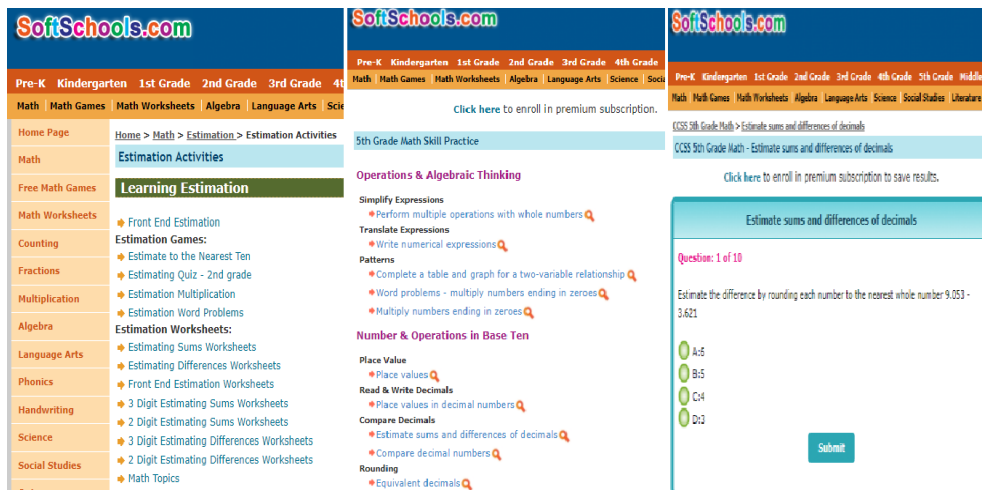 SoftSchools.com
Pre-K Kindergarten 1st Grade 2nd Grade 3rd Grade 4t
Math Math Games Math Worksheets Algebra Language Arts Scie
Home Page
Math
Free Math Games
Math Worksheets
Counting
Fractions
Multiplication
Algebra
Language Arts
Phonics
Handwriting
Science
Social Studies
Home > Math > Estimation > Estimation Activities
Estimation Activities
Learning Estimation
Front End Estimation
Estimation Games:
Estimate to the Nearest Ten
Estimating Quiz - 2nd grade
Estimation Multiplication
Estimation Word Problems
Estimation Worksheets:
Estimating Sums Worksheets
Estimating Differences Worksheets
Front End Estimation Worksheets
3 Digit Estimating Sums Worksheets
2 Digit Estimating Sums Worksheets
3 Digit Estimating Differences Worksheets
2 Digit Estimating Differences Worksheets
Math Topics
SoftSchools.com
Pre-K Kindergarten 1st Grade 2nd Grade 3rd Grade 4th Grade
Math Math Games Math Worksheets Algebra Language Arts Science Socia
Click here to enroll in premium subscription.
5th Grade Math Skill Practice
Operations & Algebraic Thinking
Simplify Expressions
Perform multiple operations with whole numbers
Translate Expressions
Write numerical expressions
Patterns
Complete a table and graph for a two-variable relationship
Word problems - multiply numbers ending in zeroes
Multiply numbers ending in zeroes
Number & Operations in Base Ten
Place Value
Place values
Read & Write Decimals
Place values in decimal numbers
Compare Decimals
Estimate sums and differences of decimals
Compare decimal numbers
Rounding
Equivalent decimals
SoftSchools.com
Pre-K Kindergarten 1st Grade 2nd Grade 3rd Grade 4th Grade 5th Grade Middle
Math Math Games Math Worksheets Algebra Language Arts Science Social Studies Literature
CCSS 5th Grade Math > Estimate sums and differences of decimals
CCSS 5th Grade Math - Estimate sums and differences of decimals
Click here to enroll in premium subscription to save results.
Estimate sums and differences of decimals
Question: 1 of 10
Estimate the difference by rounding each number to the nearest whole number 9.053 -
3.621
A:6
B:5
C:4
D:3
Submit